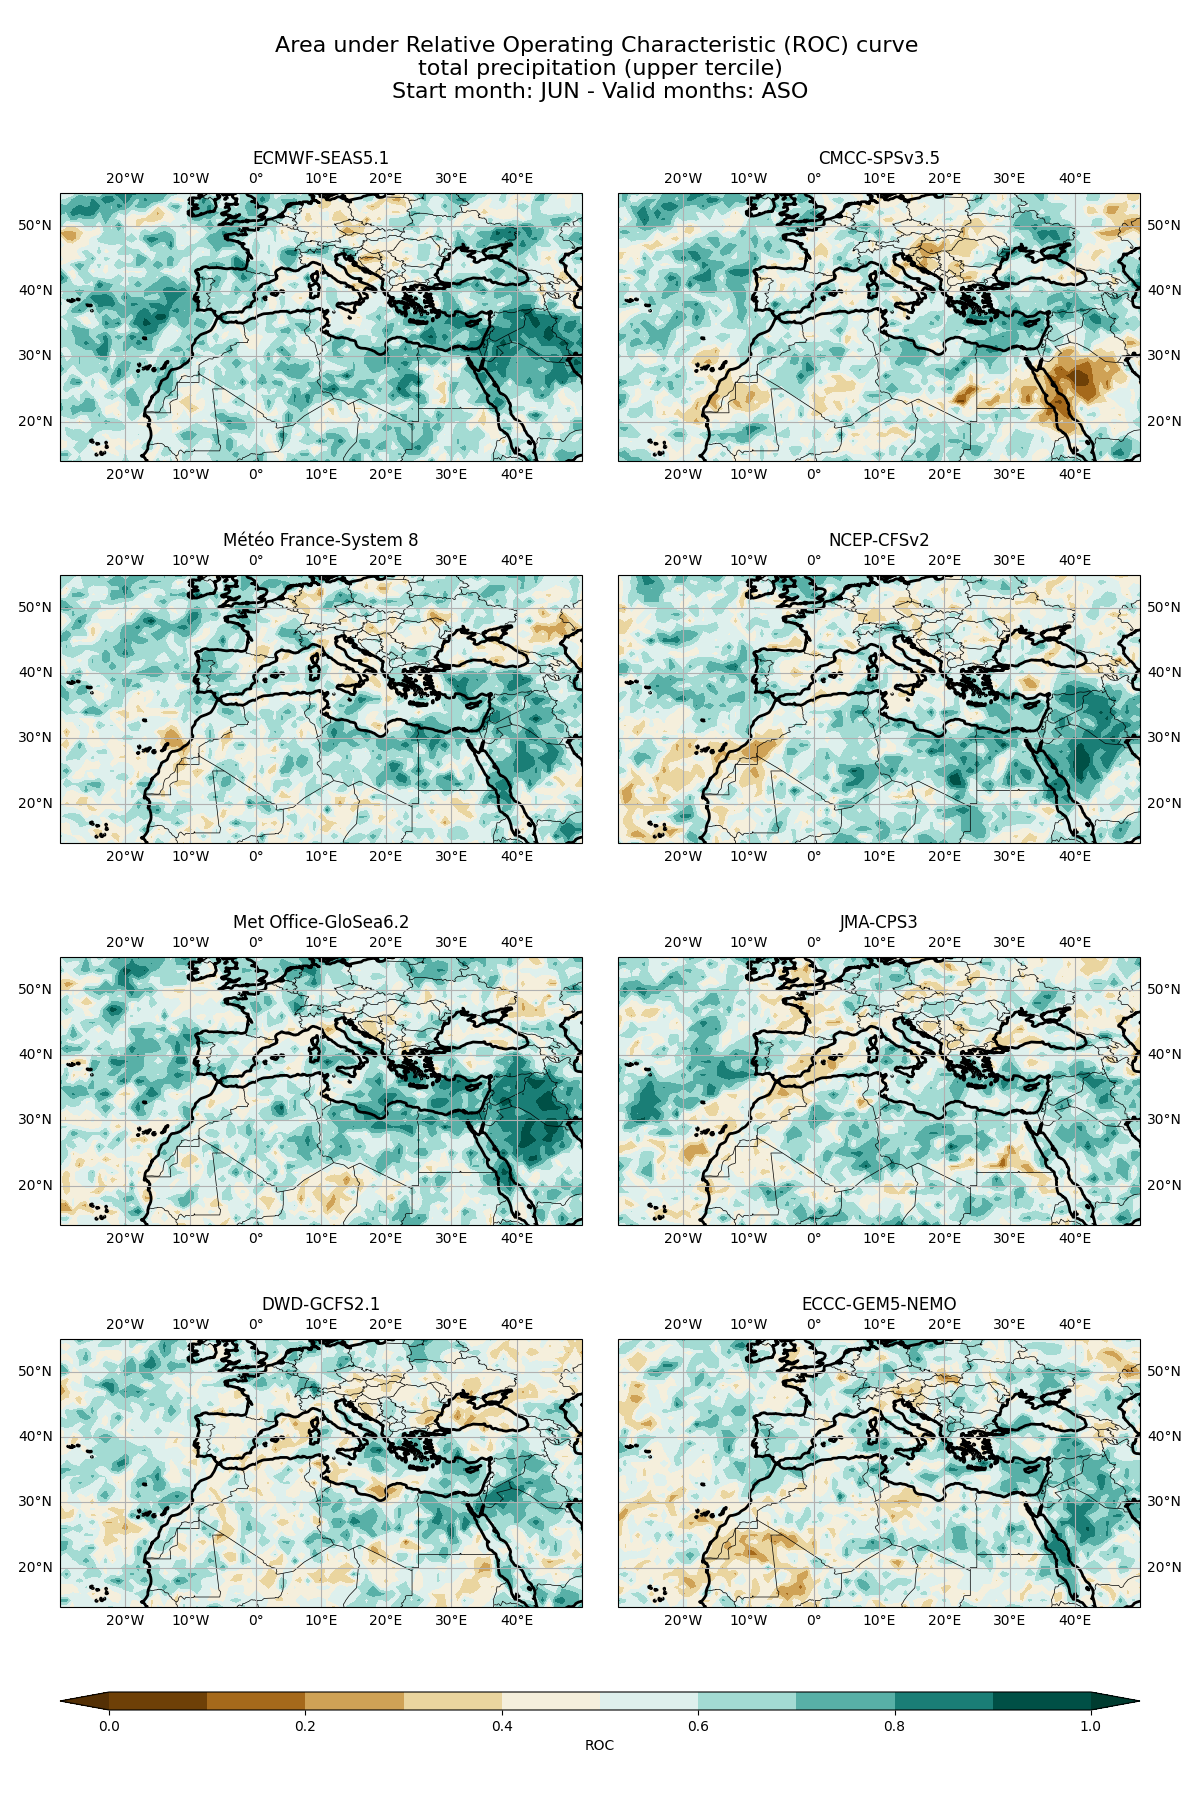 Area under Relative Operating Characteristic (ROC) curve
total precipitation (upper tercile)
Start month: JUN - Valid months: ASO
ECMWF-SEAS5.1
20°W 10°W 0° 10°E 20°E 30°E 40°E
50°N
40°N
30°N
20°N
20°W 10°W 0° 10°E 20°E 30°E 40°E
CMCC-SPSv3.5
20°W 10°W 0° 10°E 20°E 30°E 40°E
50°N
40°N
30°N
20°N
20°W 10°W 0° 10°E 20°E 30°E 40°E
Météo France-System 8
20°W 10°W 0° 10°E 20°E 30°E 40°E
50°N
40°N
30°N
20°N
20°W 10°W 0° 10°E 20°E 30°E 40°E
NCEP-CFSv2
20°W 10°W 0° 10°E 20°E 30°E 40°E
50°N
40°N
30°N
20°N
20°W 10°W 0° 10°E 20°E 30°E 40°E
Met Office-GloSea6.2
20°W 10°W 0° 10°E 20°E 30°E 40°E
50°N
40°N
30°N
20°N
20°W 10°W 0° 10°E 20°E 30°E 40°E
JMA-CPS3
20°W 10°W 0° 10°E 20°E 30°E 40°E
50°N
40°N
30°N
20°N
20°W 10°W 0° 10°E 20°E 30°E 40°E
DWD-GCFS2.1
20°W 10°W 0° 10°E 20°E 30°E 40°E
50°N
40°N
30°N
20°N
20°W 10°W 0° 10°E 20°E 30°E 40°E
ECCC-GEM5-NEMO
20°W 10°W 0° 10°E 20°E 30°E 40°E
50°N
40°N
30°N
20°N
20°W 10°W 0° 10°E 20°E 30°E 40°E
0.0 0.2 0.4 0.6 0.8 1.0
ROC